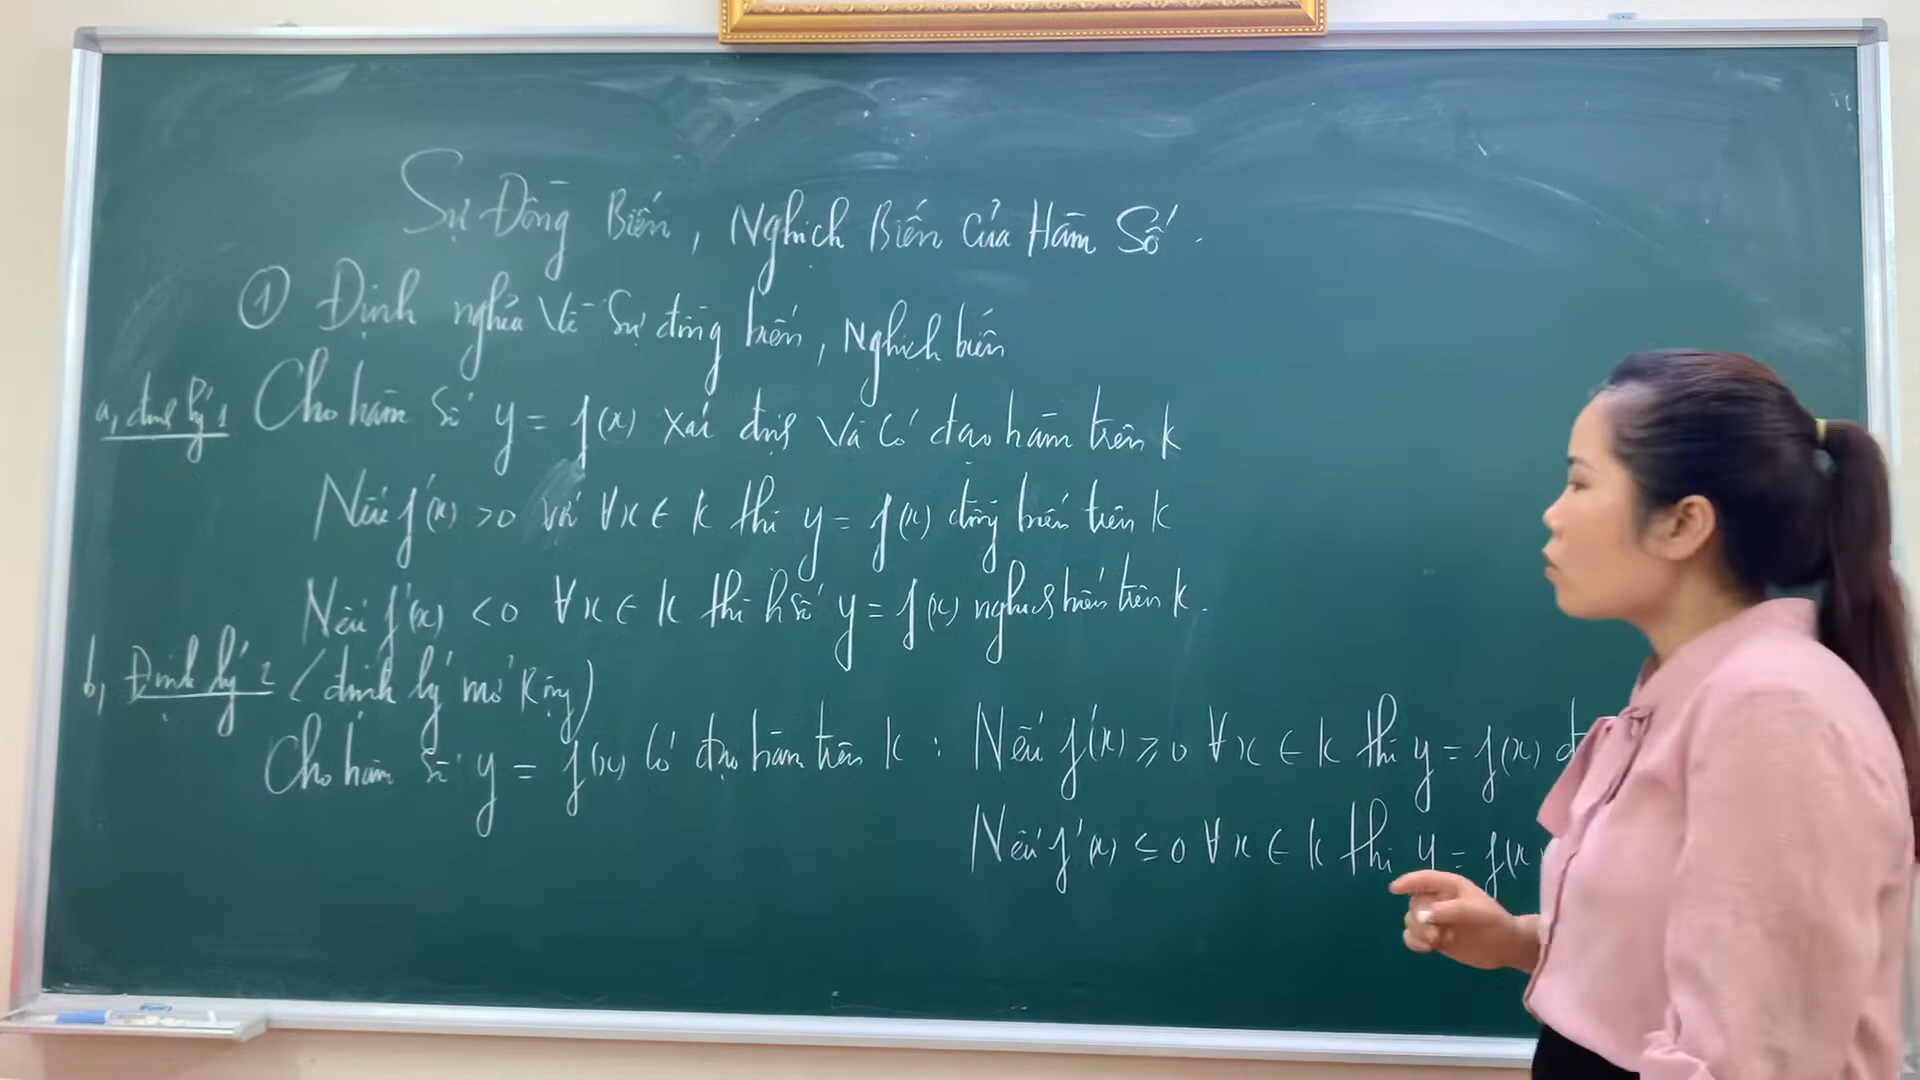 Sự Đồng Biến, Nghịch Biến Của Hàm Số.
① Định nghĩa Về Sự đồng biến, Nghịch biến
a, định lý 1 Cho hàm số y = f(x) xác định Và Có đạo hàm trên K
Nếu f'(x) > 0 với ∀x ∈ K thì y = f(x) đồng biến trên K
Nếu f'(x) < 0 ∀x ∈ K thì h số y = f(x) nghịch biến trên K.
b, Định lý 2 (định lý mở rộng)
Cho hàm số y = f(x) Có đạo hàm trên K : Nếu f'(x) ⩾ 0 ∀x ∈ K thì y = f(x) đ
Nếu f'(x) ≤ 0 ∀x ∈ K thì y = f(x